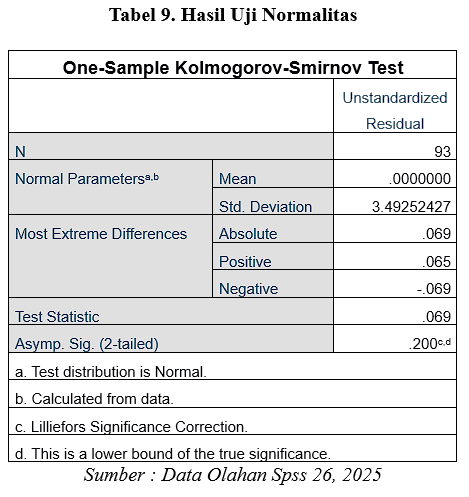 Tabel 9. Hasil Uji Normalitas
One-Sample Kolmogorov-Smirnov Test
Unstandardized
Residual
N 93
Normal Parametersa,b Mean .0000000
Std. Deviation 3.49252427
Most Extreme Differences Absolute .069
Positive .065
Negative -.069
Test Statistic .069
Asymp. Sig. (2-tailed) .200c,d
a. Test distribution is Normal.
b. Calculated from data.
c. Lilliefors Significance Correction.
d. This is a lower bound of the true significance.
Sumber : Data Olahan Spss 26, 2025